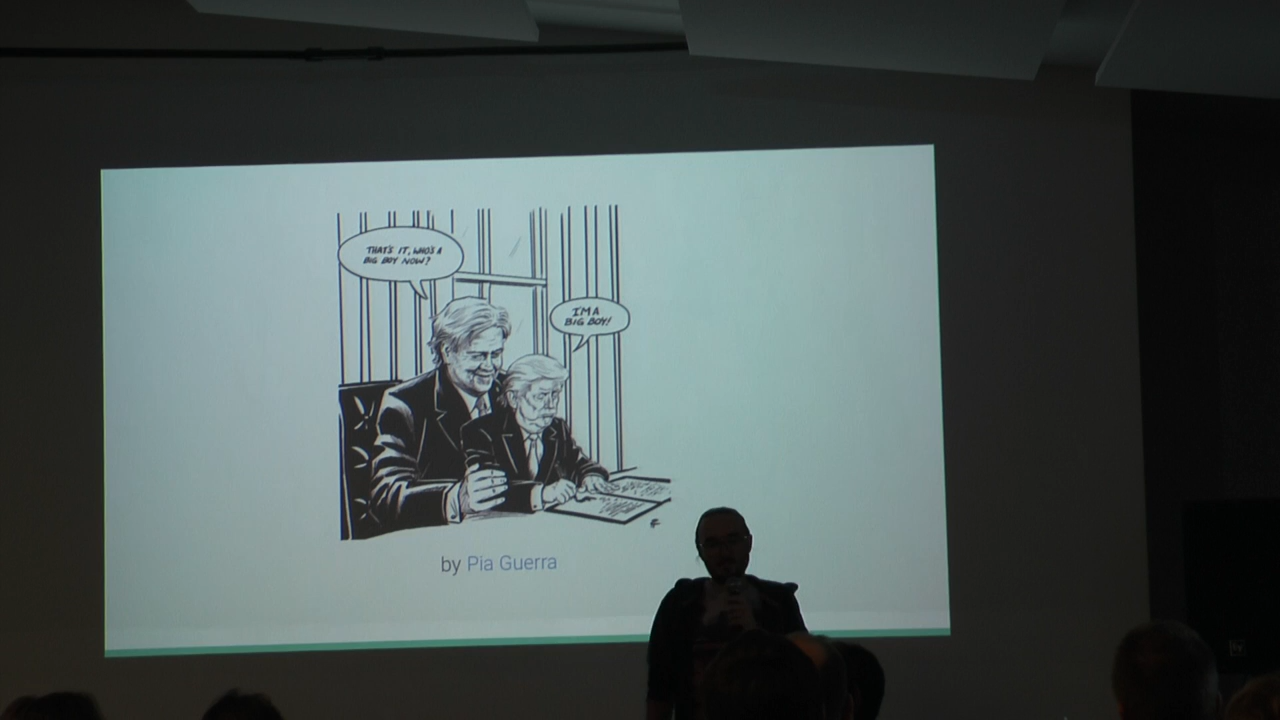 THAT'S IT, WHO'S A
BIG BOY NOW?
I'M A
BIG BOY!
by Pia Guerra